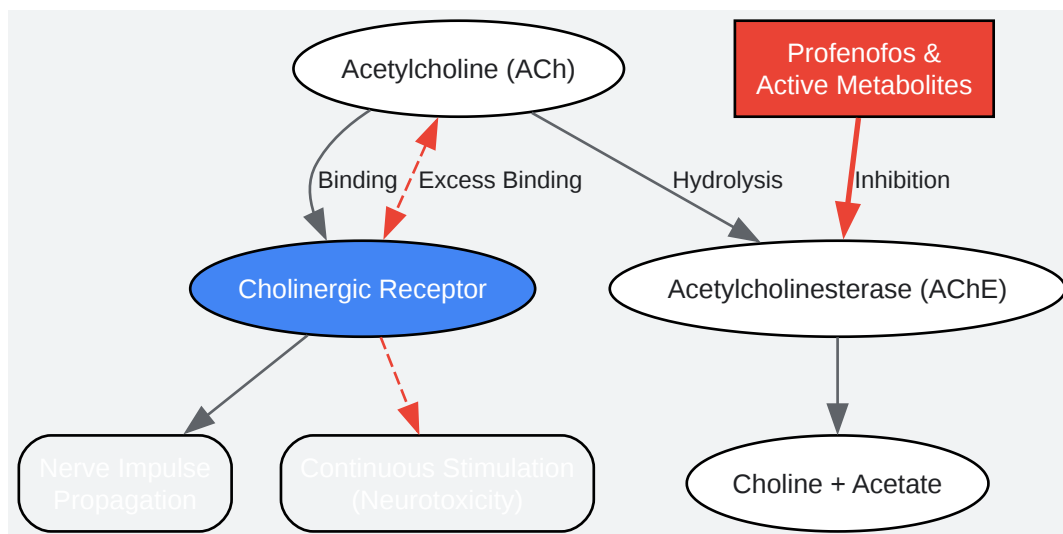 Acetylcholine (ACh)
Profenofos &
Active Metabolites
Binding
Excess Binding
Hydrolysis
Inhibition
Cholinergic Receptor
Acetylcholinesterase (AChE)
Nerve Impulse
Propagation
Continuous Stimulation
(Neurotoxicity)
Choline + Acetate